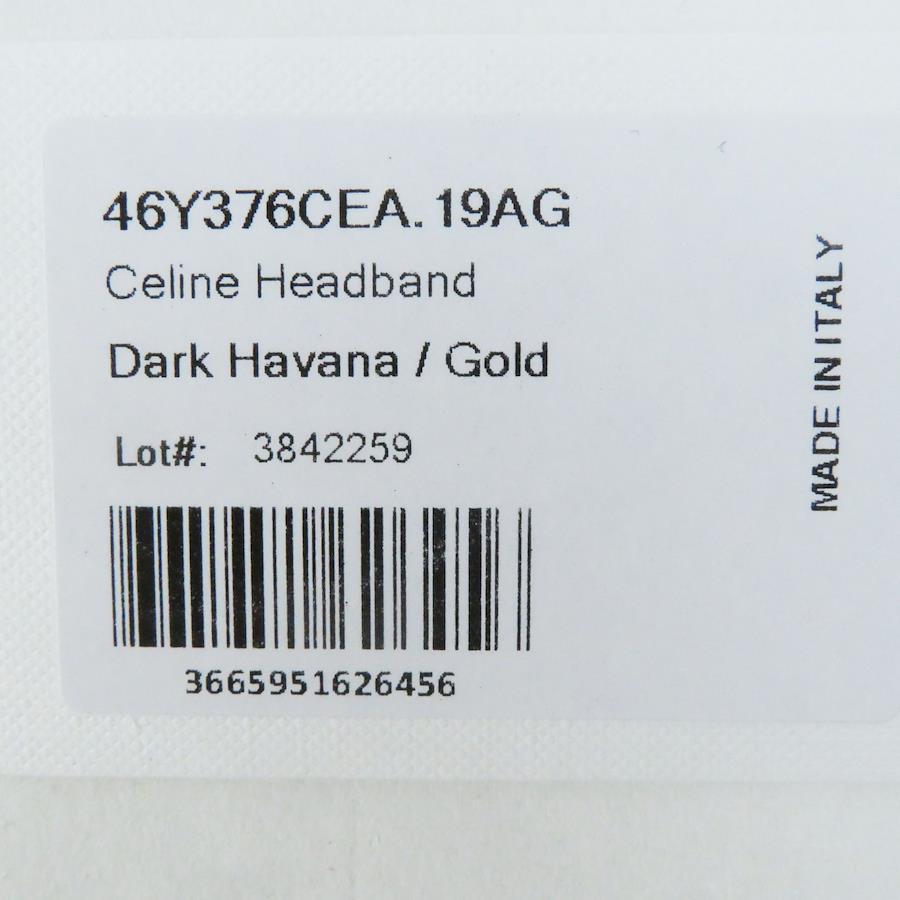 46Y376CEA.19AG
Celine Headband
Dark Havana / Gold
Lot#: 3842259
3665951626456
MADE IN ITALY